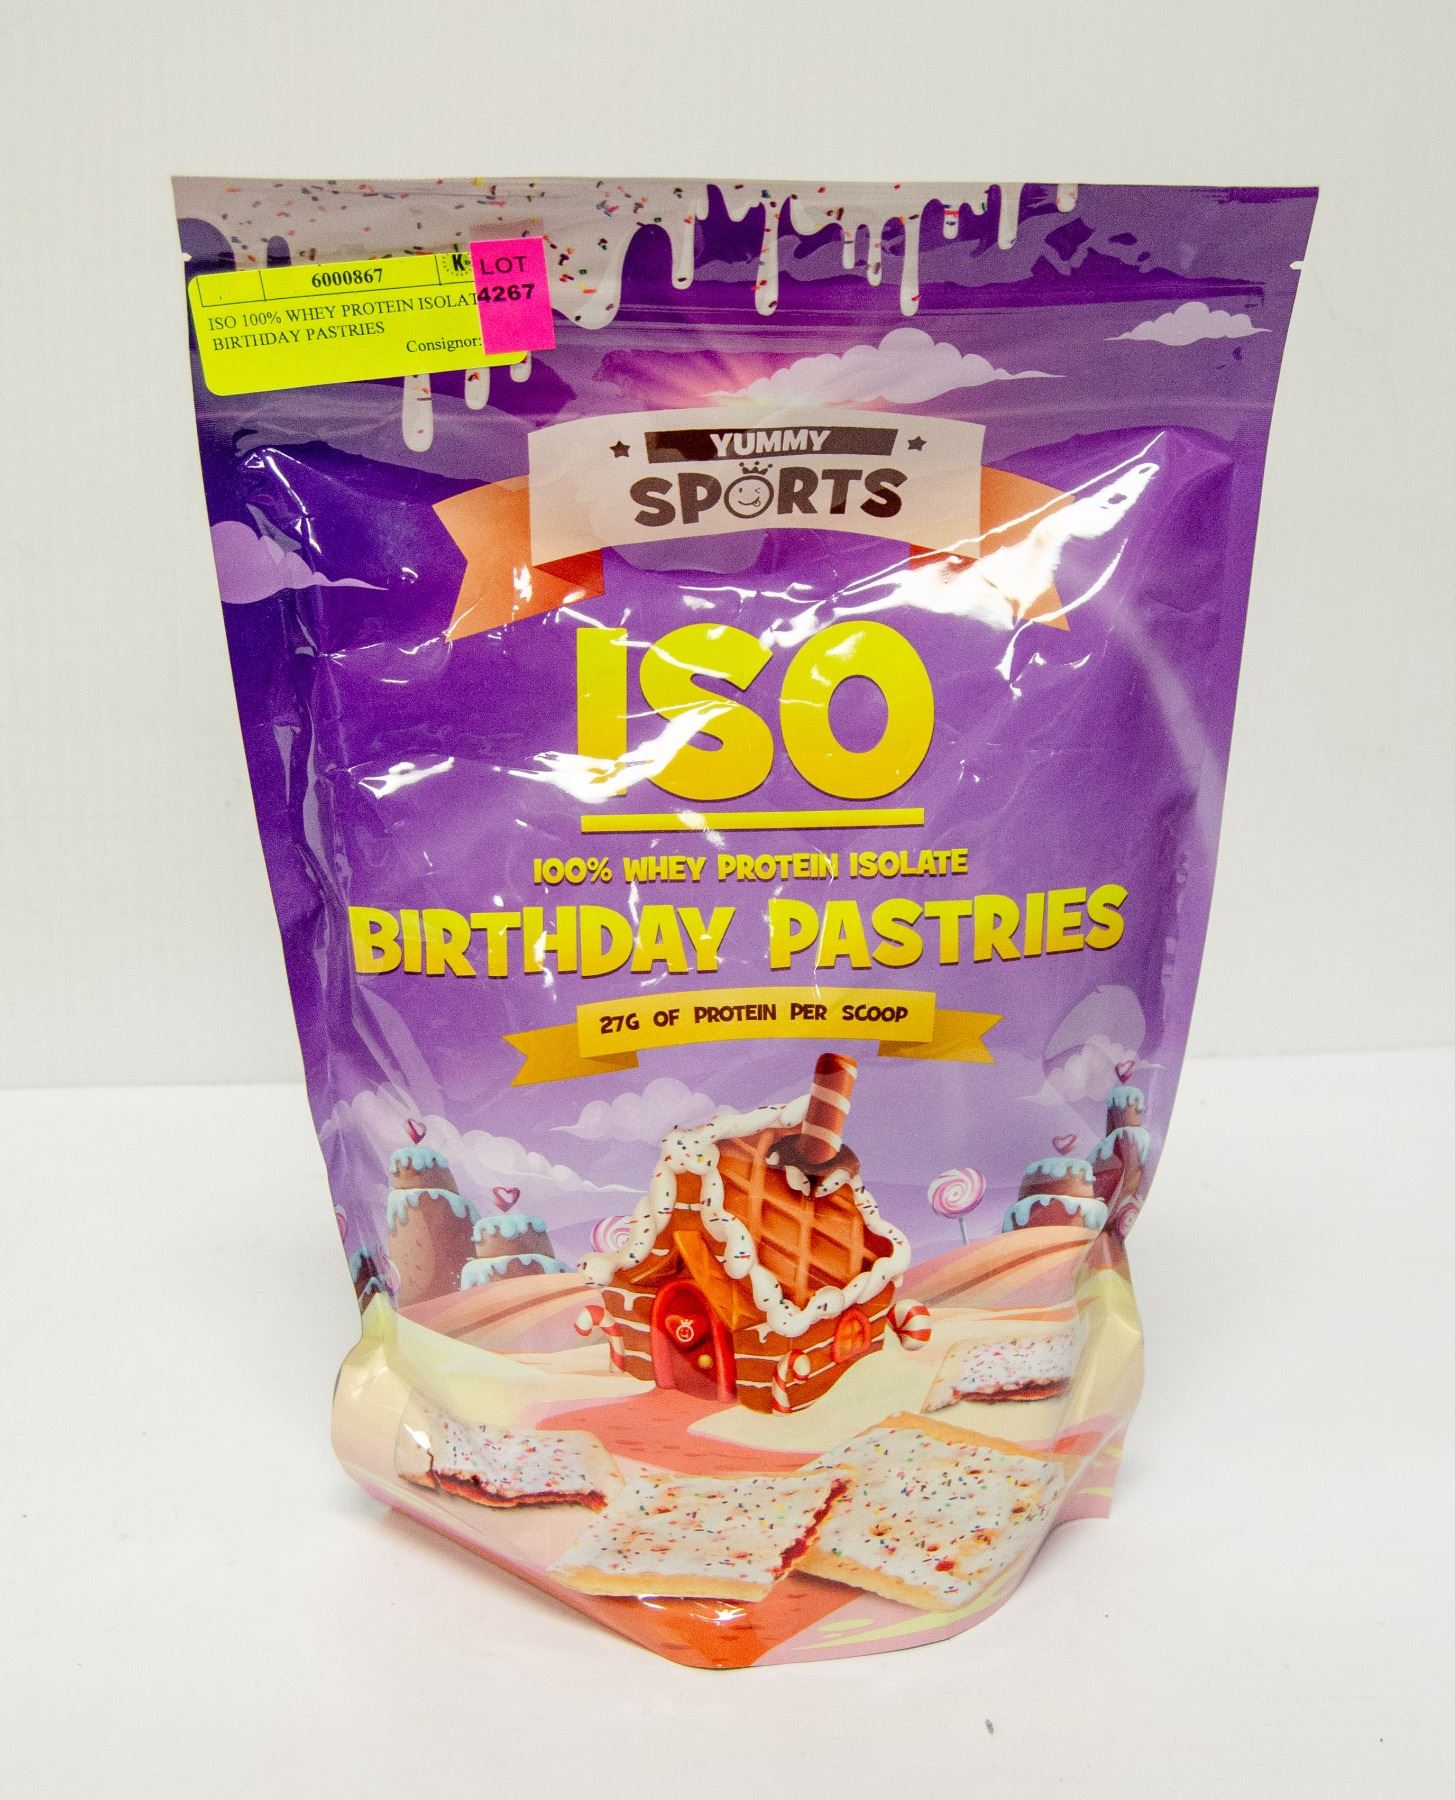 6000867
K
LOT
4267
ISO 100% WHEY PROTEIN ISOLAT
BIRTHDAY PASTRIES
Consignor:
YUMMY
SPORTS
ISO
100% WHEY PROTEIN ISOLATE
BIRTHDAY PASTRIES
27G OF PROTEIN PER SCOOP